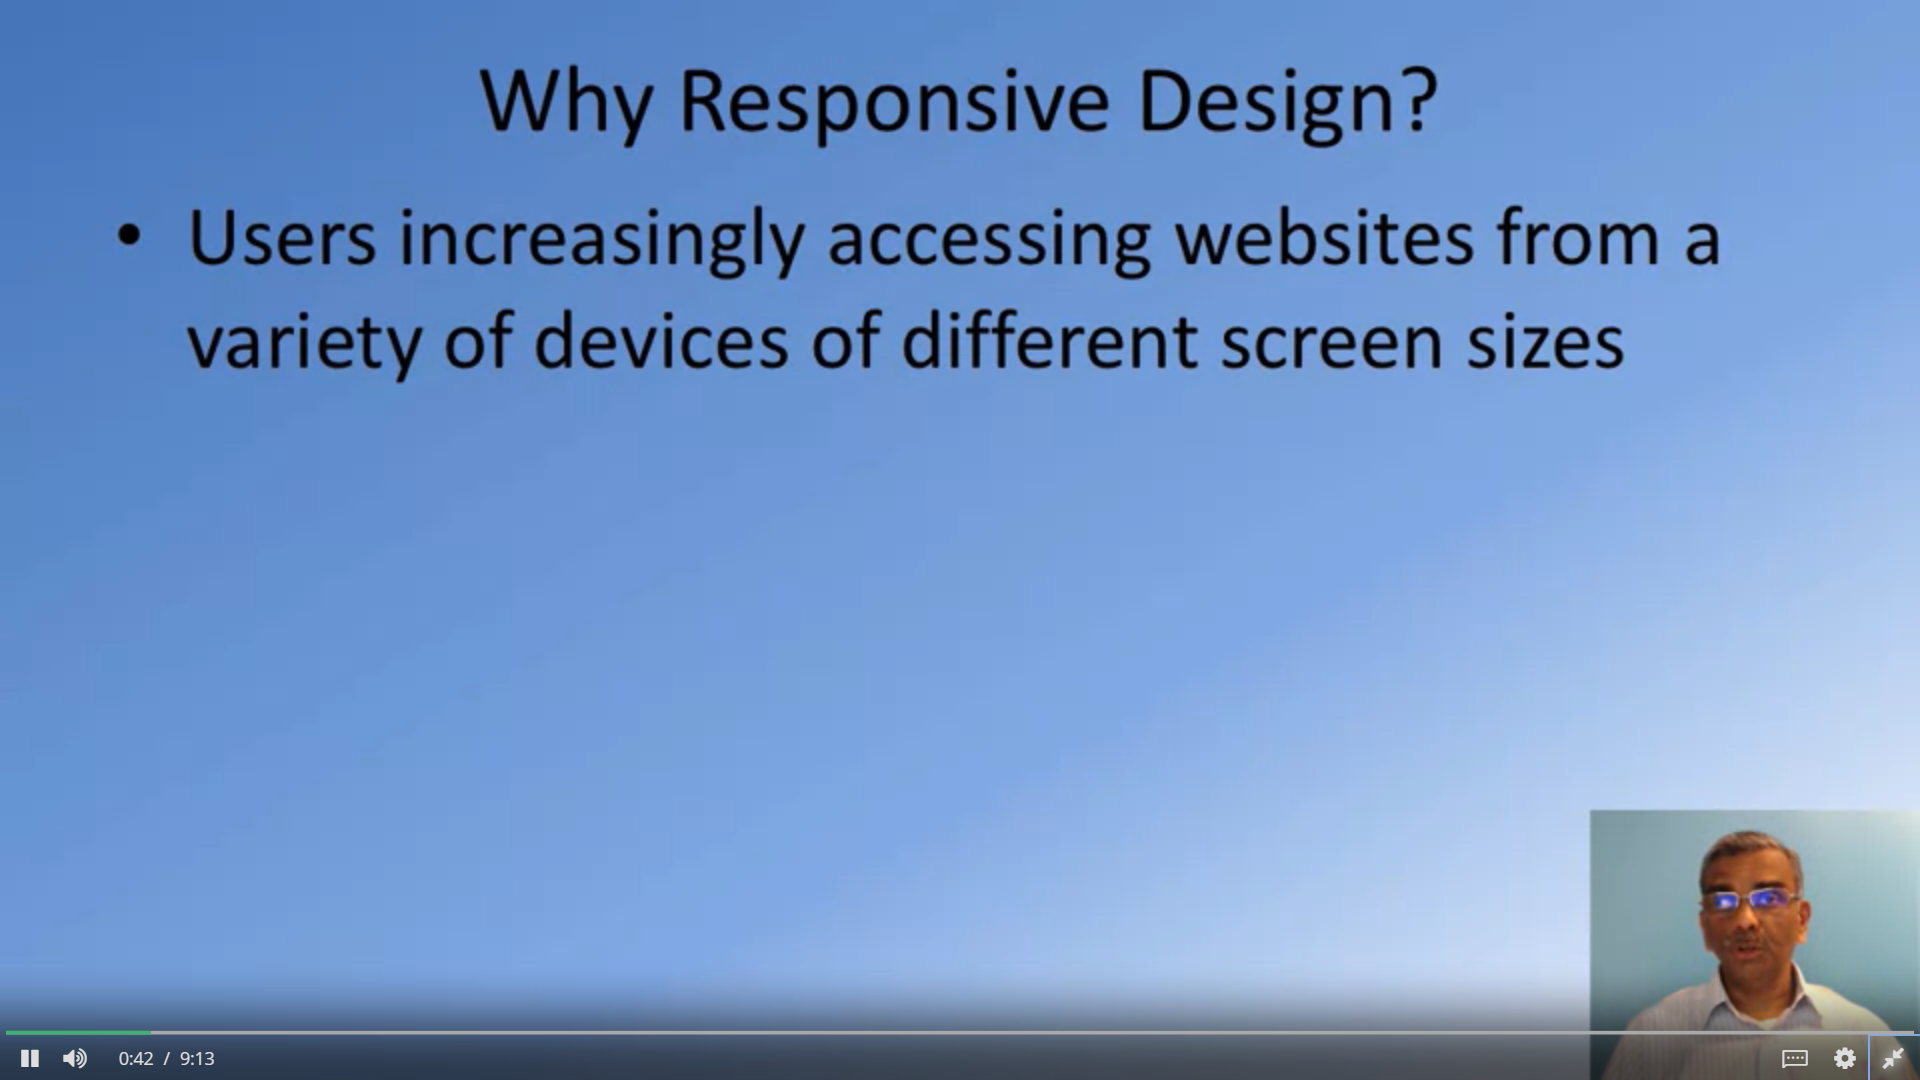 Why Responsive Design?
• Users increasingly accessing websites from a
variety of devices of different screen sizes
0:42 / 9:13